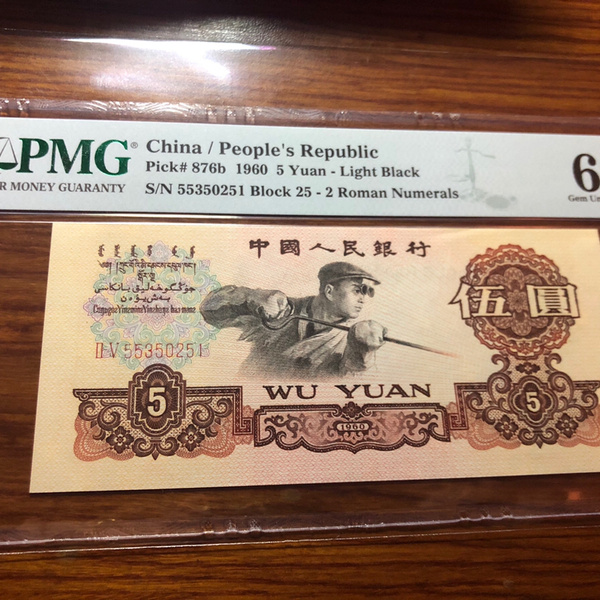 PMG®
China / People's Republic
Pick# 876b 1960 5 Yuan - Light Black
MONEY GUARANTY
S/N 55350251 Block 25 - 2 Roman Numerals
6
Gem Un
中國人民銀行
伍圓
II V 55350251
5
WU YUAN
5
1960